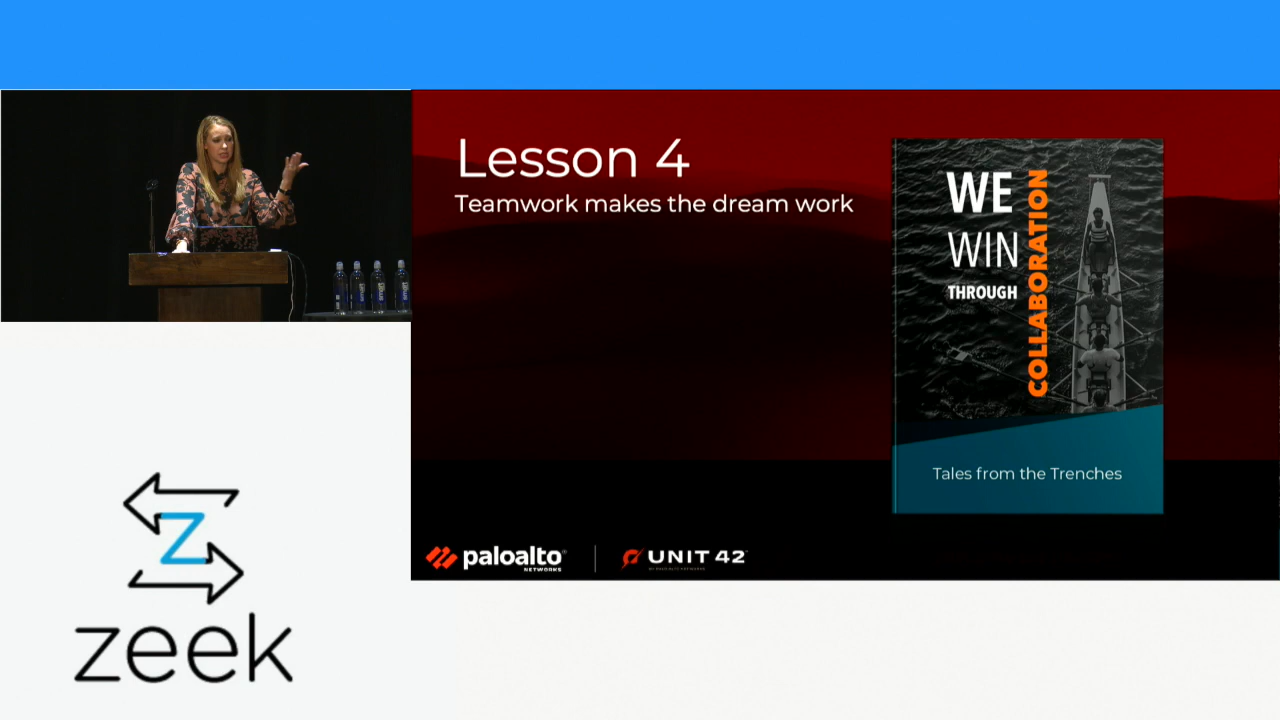 Lesson 4
Teamwork makes the dream work
WE
WIN
THROUGH
COLLABORATION
Tales from the Trenches
paloalto
NETWORKS
UNIT 42
zeek